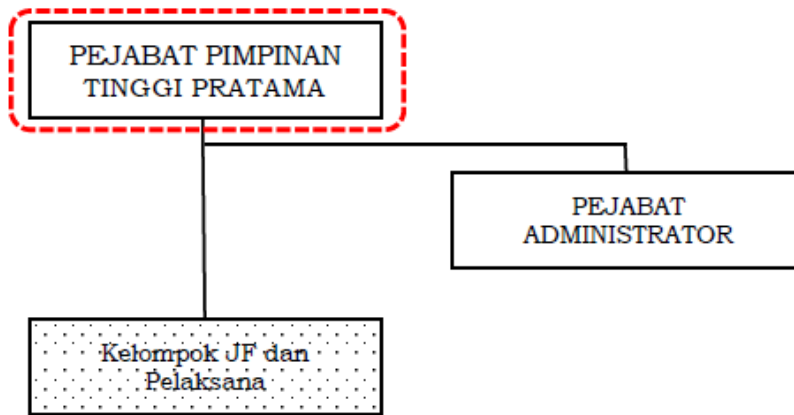 PEJABAT PIMPINAN
TINGGI PRATAMA
PEJABAT
ADMINISTRATOR
Kelompok JF dan
Pelaksana